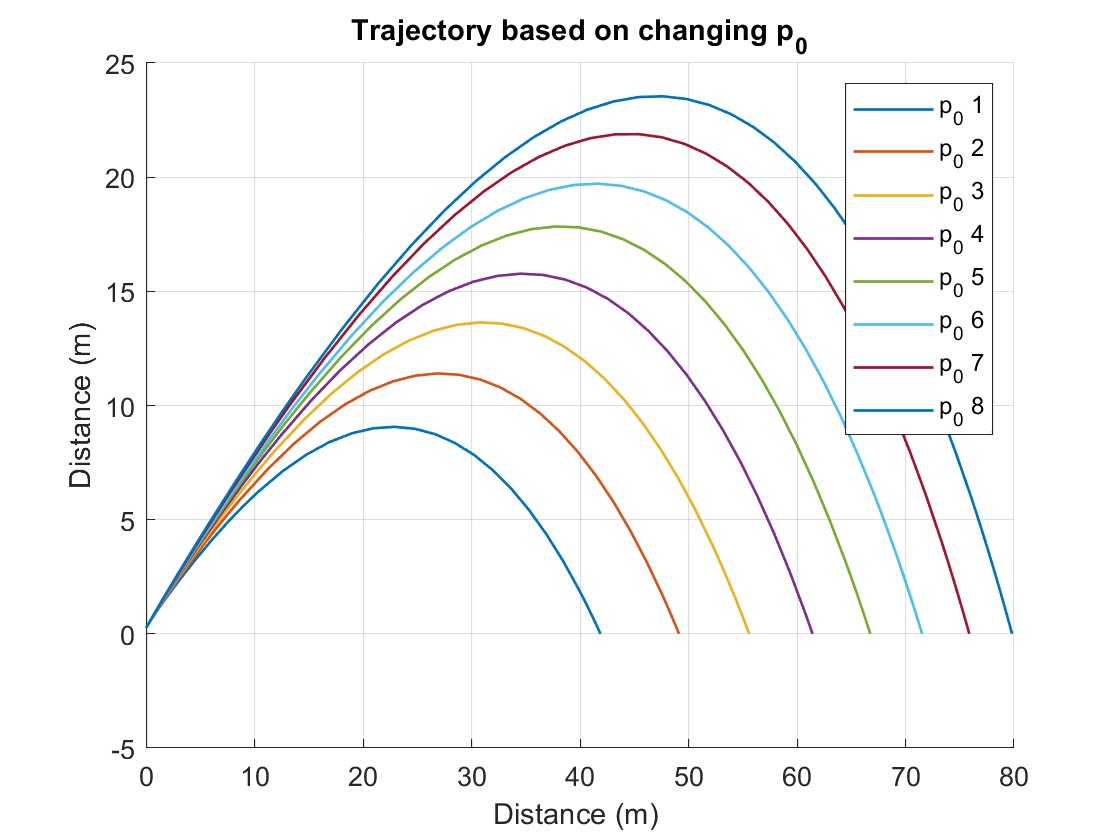 Trajectory based on changing p₀
25
20
15
10
5
0
-5
Distance (m)
p₀ 1
p₀ 2
p₀ 3
p₀ 4
p₀ 5
p₀ 6
p₀ 7
p₀ 8
0 10 20 30 40 50 60 70 80
Distance (m)